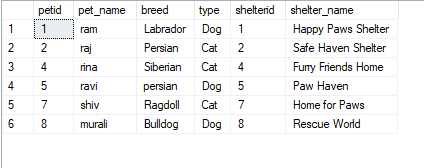 petid pet_name breed type shelterid shelter_name
1 1 ram Labrador Dog 1 Happy Paws Shelter
2 2 raj Persian Cat 2 Safe Haven Shelter
3 4 rina Siberian Cat 4 Furry Friends Home
4 5 ravi persian Dog 5 Paw Haven
5 7 shiv Ragdoll Cat 7 Home for Paws
6 8 murali Bulldog Dog 8 Rescue World